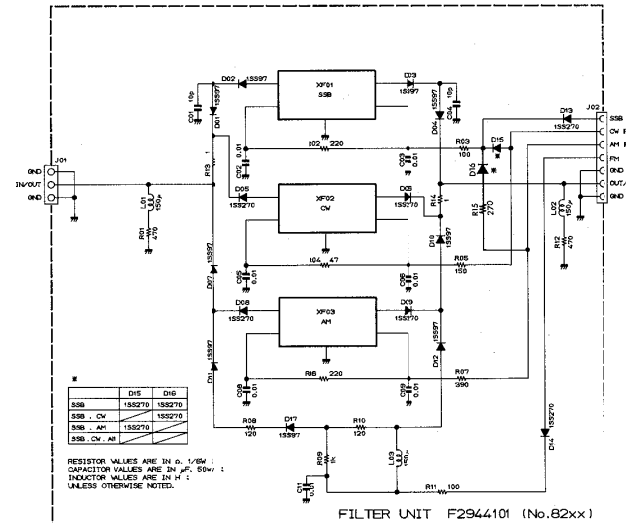 D02 1SS97
XF01
SSB
D03
1SS97
C01 10p
D01 1SS97
C04 10p
D04 1SS97
D13
1SS270
J02
SSB
CW
AM
FM
GND
OUT/
GND
J01
GND
IN/OUT
GND
R13 1
C02 0.01
220
C03 0.01
R03
100
D15
*
D16
*
R15
270
L01
150μ
R01
470
D05
1SS270
XF02
CW
1SS270
R14
1
D10
1SS97
L02
150μ
R12
470
D07 1SS97
47
C05
0.01
C06
0.01
R05
150
D08
1SS270
XF03
AM
D09
1SS270
D11 1SS97
D12 1SS97
C08
0.01
220
C09
0.01
R07
390
*
D15 D16
SSB 1SS270 1SS270
SSB . CW 1SS270
SSB . AM 1SS270
SSB.CW.AM
R08
120
D17
1SS97
R10
120
R09
1k
L03
150μ
C11
0.01
R11 100
D14 1SS270
RESISTOR VALUES ARE IN Ω, 1/6W ;
CAPACITOR VALUES ARE IN μF, 50WV ;
INDUCTOR VALUES ARE IN H ;
UNLESS OTHERWISE NOTED.
FILTER UNIT F2944101 (No.82xx)